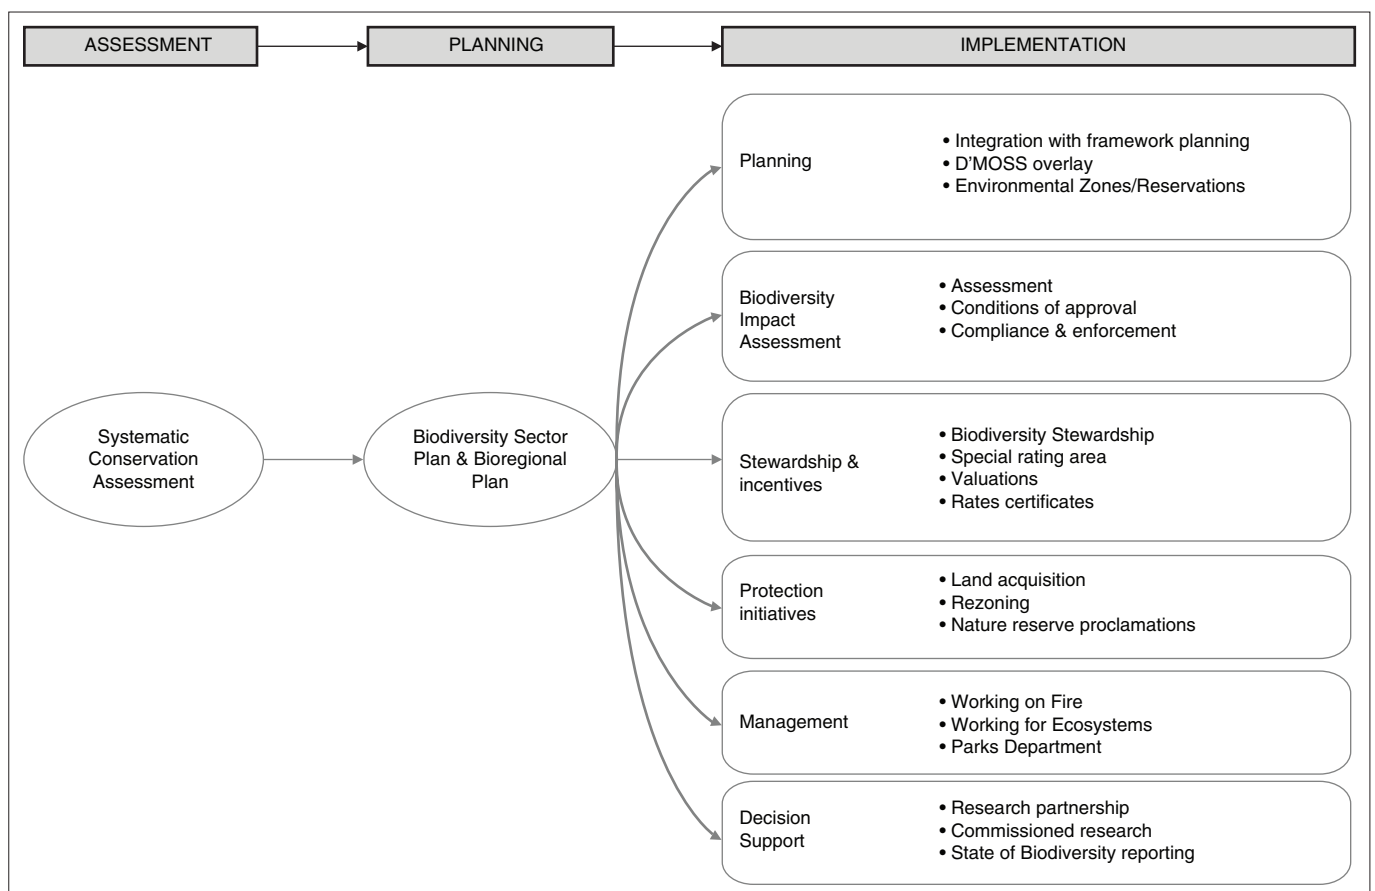 ASSESSMENT
PLANNING
IMPLEMENTATION
Systematic
Conservation
Assessment
Biodiversity Sector
Plan & Bioregional
Plan
Planning
• Integration with framework planning
• D'MOSS overlay
• Environmental Zones/Reservations
Biodiversity
Impact
Assessment
• Assessment
• Conditions of approval
• Compliance & enforcement
Stewardship &
incentives
• Biodiversity Stewardship
• Special rating area
• Valuations
• Rates certificates
Protection
initiatives
• Land acquisition
• Rezoning
• Nature reserve proclamations
Management
• Working on Fire
• Working for Ecosystems
• Parks Department
Decision
Support
• Research partnership
• Commissioned research
• State of Biodiversity reporting